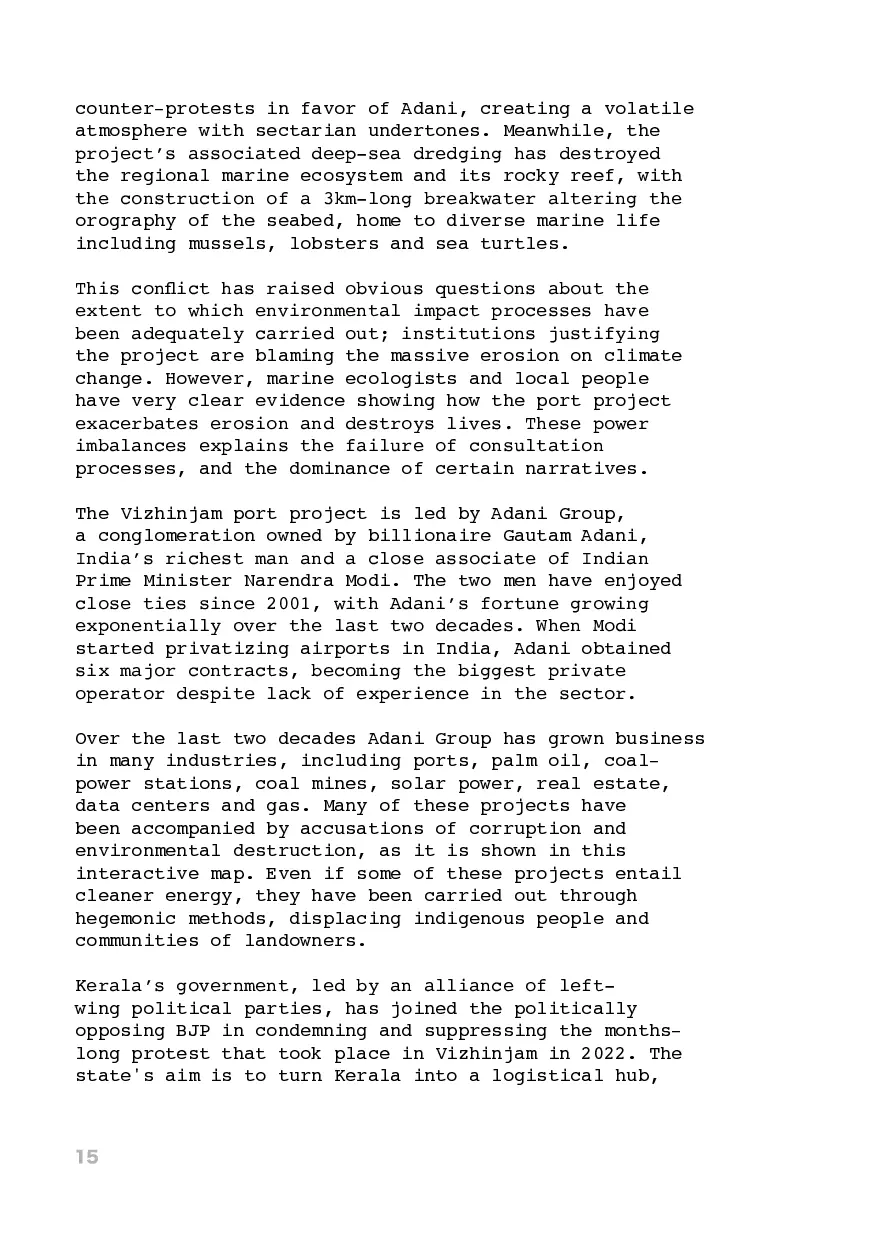 counter-protests in favor of Adani, creating a volatile
atmosphere with sectarian undertones. Meanwhile, the
project’s associated deep-sea dredging has destroyed
the regional marine ecosystem and its rocky reef, with
the construction of a 3km-long breakwater altering the
orography of the seabed, home to diverse marine life
including mussels, lobsters and sea turtles.

This conflict has raised obvious questions about the
extent to which environmental impact processes have
been adequately carried out; institutions justifying
the project are blaming the massive erosion on climate
change. However, marine ecologists and local people
have very clear evidence showing how the port project
exacerbates erosion and destroys lives. These power
imbalances explains the failure of consultation
processes, and the dominance of certain narratives.

The Vizhinjam port project is led by Adani Group,
a conglomeration owned by billionaire Gautam Adani,
India’s richest man and a close associate of Indian
Prime Minister Narendra Modi. The two men have enjoyed
close ties since 2001, with Adani’s fortune growing
exponentially over the last two decades. When Modi
started privatizing airports in India, Adani obtained
six major contracts, becoming the biggest private
operator despite lack of experience in the sector.

Over the last two decades Adani Group has grown business
in many industries, including ports, palm oil, coal-
power stations, coal mines, solar power, real estate,
data centers and gas. Many of these projects have
been accompanied by accusations of corruption and
environmental destruction, as it is shown in this
interactive map. Even if some of these projects entail
cleaner energy, they have been carried out through
hegemonic methods, displacing indigenous people and
communities of landowners.

Kerala’s government, led by an alliance of left-
wing political parties, has joined the politically
opposing BJP in condemning and suppressing the months-
long protest that took place in Vizhinjam in 2022. The
state's aim is to turn Kerala into a logistical hub,

15